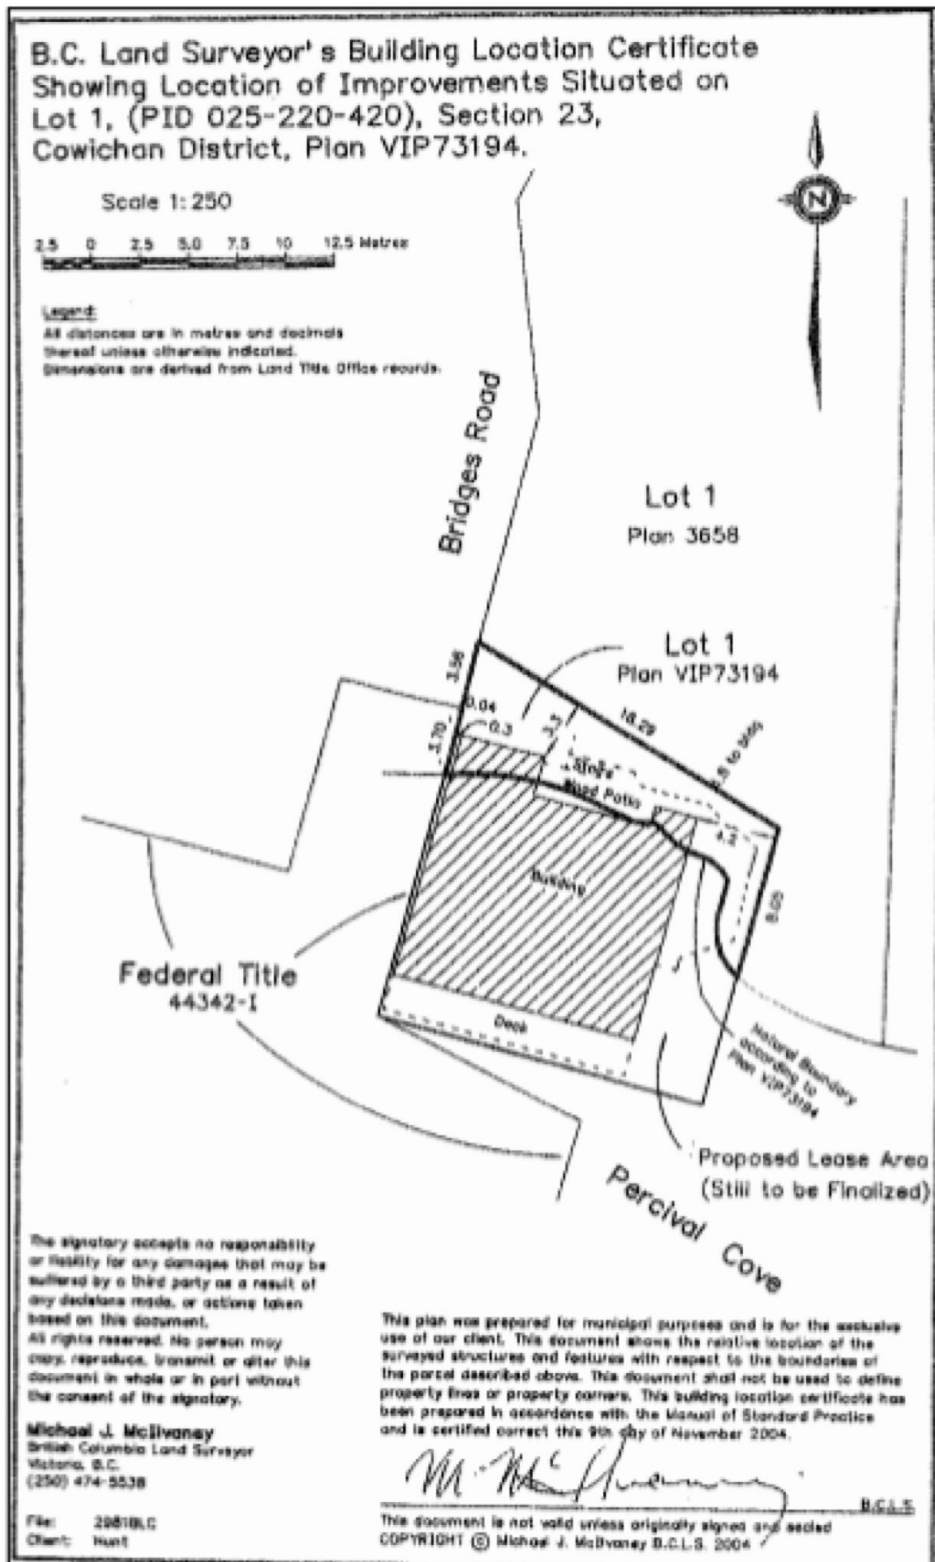 B.C. Land Surveyor's Building Location Certificate
Showing Location of Improvements Situated on
Lot 1, (PID 025-220-420), Section 23,
Cowichan District, Plan VIP73194.
Scale 1:250
2.5 0 2.5 5.0 7.5 10 12.5 Metres
N
Legend:
All distances are in metres and decimals
thereof unless otherwise indicated.
Dimensions are derived from Land Title Office records.
Bridges Road
Lot 1
Plan 3658
Lot 1
Plan VIP73194
3.56
0.04
0.3
3.70
3.3
18.29
to bldg
Wood Patio
4.2
8.05
Building
Federal Title
44342-I
Deck
Natural Boundary
according to
Plan VIP73194
Proposed Lease Area
(Still to be Finalized)
Percival Cove
The signatory accepts no responsibility
or liability for any damages that may be
suffered by a third party as a result of
any decisions made, or actions taken
based on this document.
All rights reserved. No person may
copy, reproduce, transmit or alter this
document in whole or in part without
the consent of the signatory.
Michael J. McIlvaney
British Columbia Land Surveyor
Victoria, B.C.
(250) 474-5538
File: 2981BLC
Client: Hunt
This plan was prepared for municipal purposes and is for the exclusive
use of our client. This document shows the relative location of the
surveyed structures and features with respect to the boundaries of
the parcel described above. This document shall not be used to define
property lines or property corners. This building location certificate has
been prepared in accordance with the Manual of Standard Practice
and is certified correct this 9th day of November 2004.
B.C.L.S.
This document is not valid unless originally signed and sealed
COPYRIGHT © Michael J. McIlvaney B.C.L.S. 2004